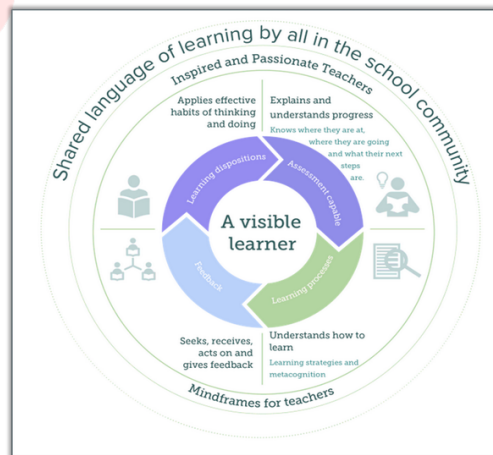 Shared language of learning by all in the school community
Inspired and Passionate Teachers
Applies effective
habits of thinking
and doing
Explains and
understands progress
Knows where they are at,
where they are going
and what their next
steps
are.
Learning dispositions
Assessment capable
A visible
learner
Feedback
Learning processes
Seeks, receives,
acts on and
gives feedback
Understands how to
learn
Learning strategies and
metacognition
Mindframes for teachers